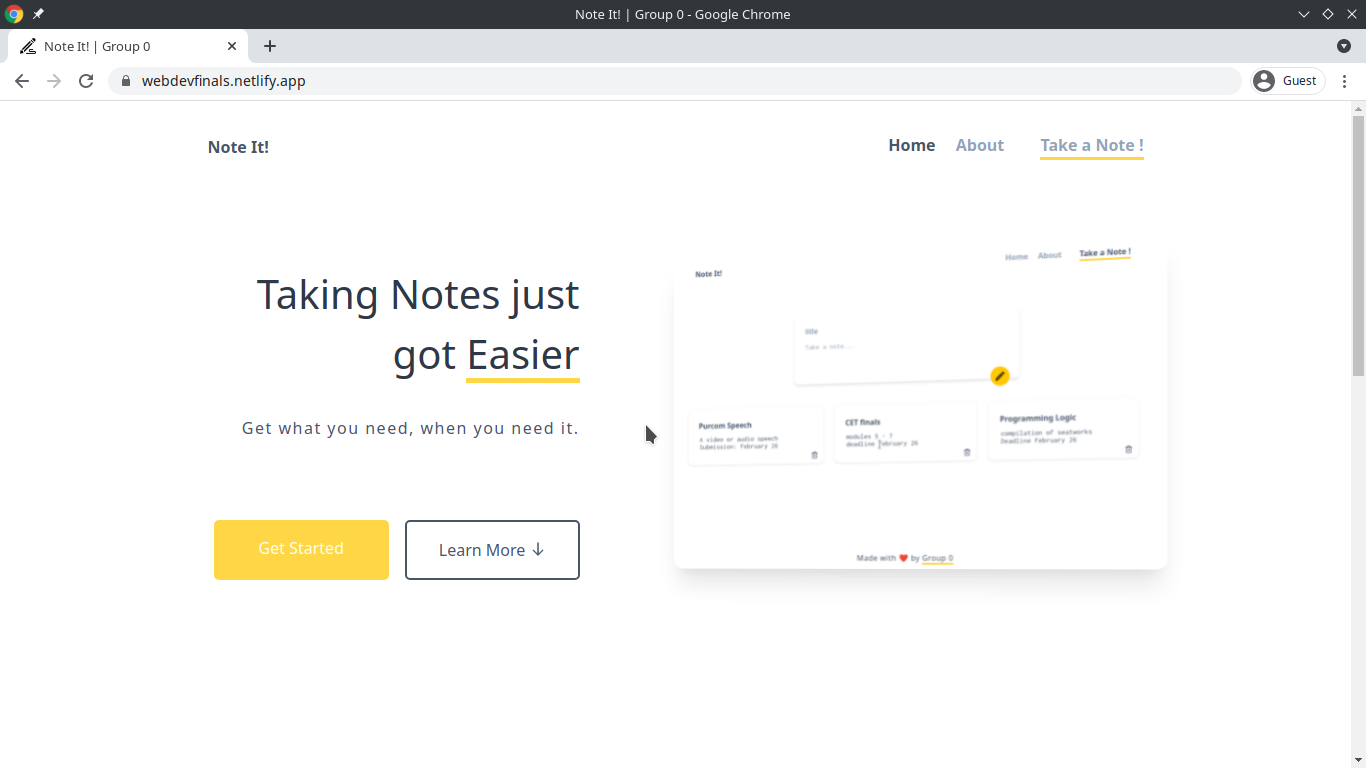 Note It! | Group 0 - Google Chrome
Note It! | Group 0
webdevfinals.netlify.app
Guest
Note It!
Home
About
Take a Note !
Taking Notes just
got Easier
Get what you need, when you need it.
Get Started
Learn More ↓
Note It!
Home
About
Take a Note !
title
Take a note...
Purcom Speech
A video or audio speech
Submission: February 26
CET finals
modules 5 - 7
deadline February 26
Programming Logic
compilation of seatworks
Deadline February 26
Made with ❤️ by Group 0